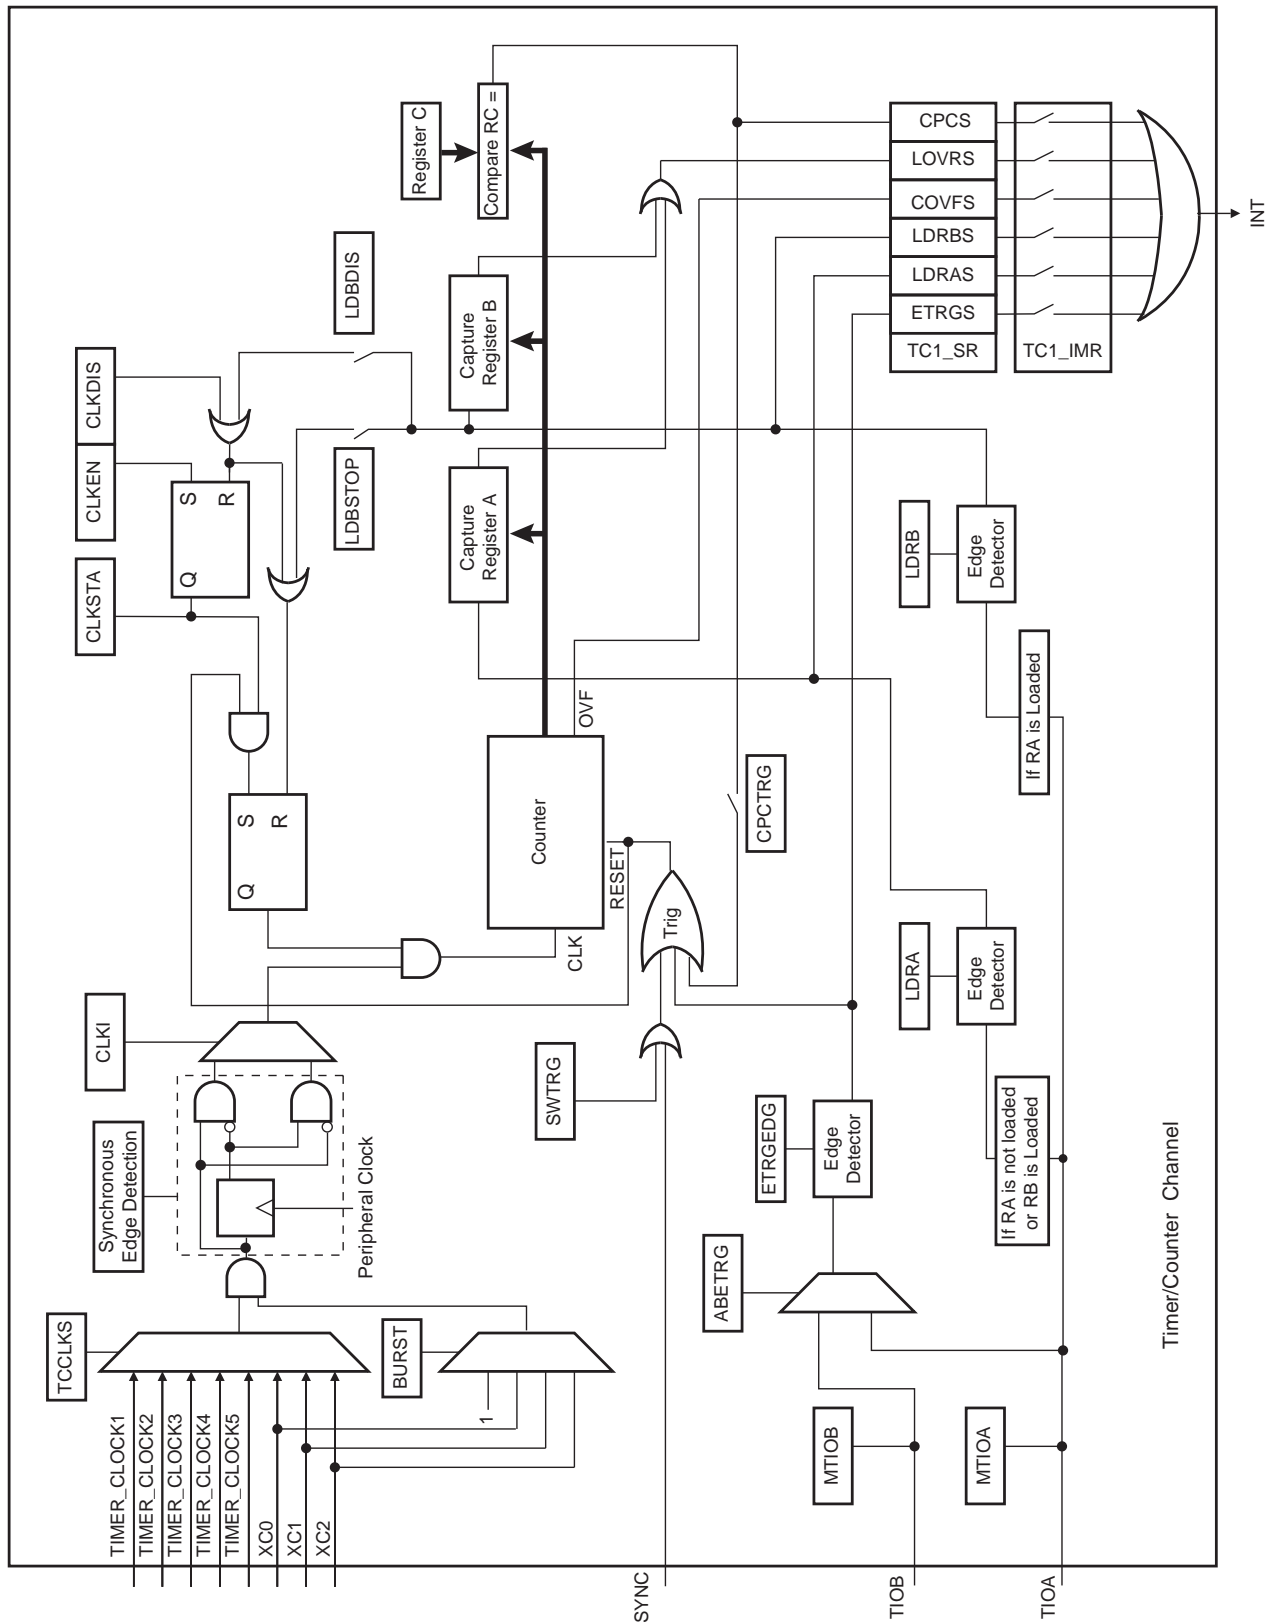 TCCLKS
TIMER_CLOCK1
TIMER_CLOCK2
TIMER_CLOCK3
TIMER_CLOCK4
TIMER_CLOCK5
XC0
XC1
XC2
Synchronous
Edge Detection
CLKI
Peripheral Clock
BURST
1
CLKSTA
CLKEN
CLKDIS
Q
S
R
Q
S
R
LDBSTOP
LDBDIS
SYNC
SWTRG
Trig
CLK
RESET
Counter
OVF
Capture
Register A
Capture
Register B
Register C
Compare RC =
CPCTRG
TIOB
MTIOB
ABETRG
ETRGEDG
Edge
Detector
TIOA
MTIOA
If RA is not loaded
or RB is Loaded
LDRA
Edge
Detector
If RA is Loaded
LDRB
Edge
Detector
CPCS
LOVRS
COVFS
LDRBS
LDRAS
ETRGS
TC1_SR
TC1_IMR
INT
Timer/Counter Channel